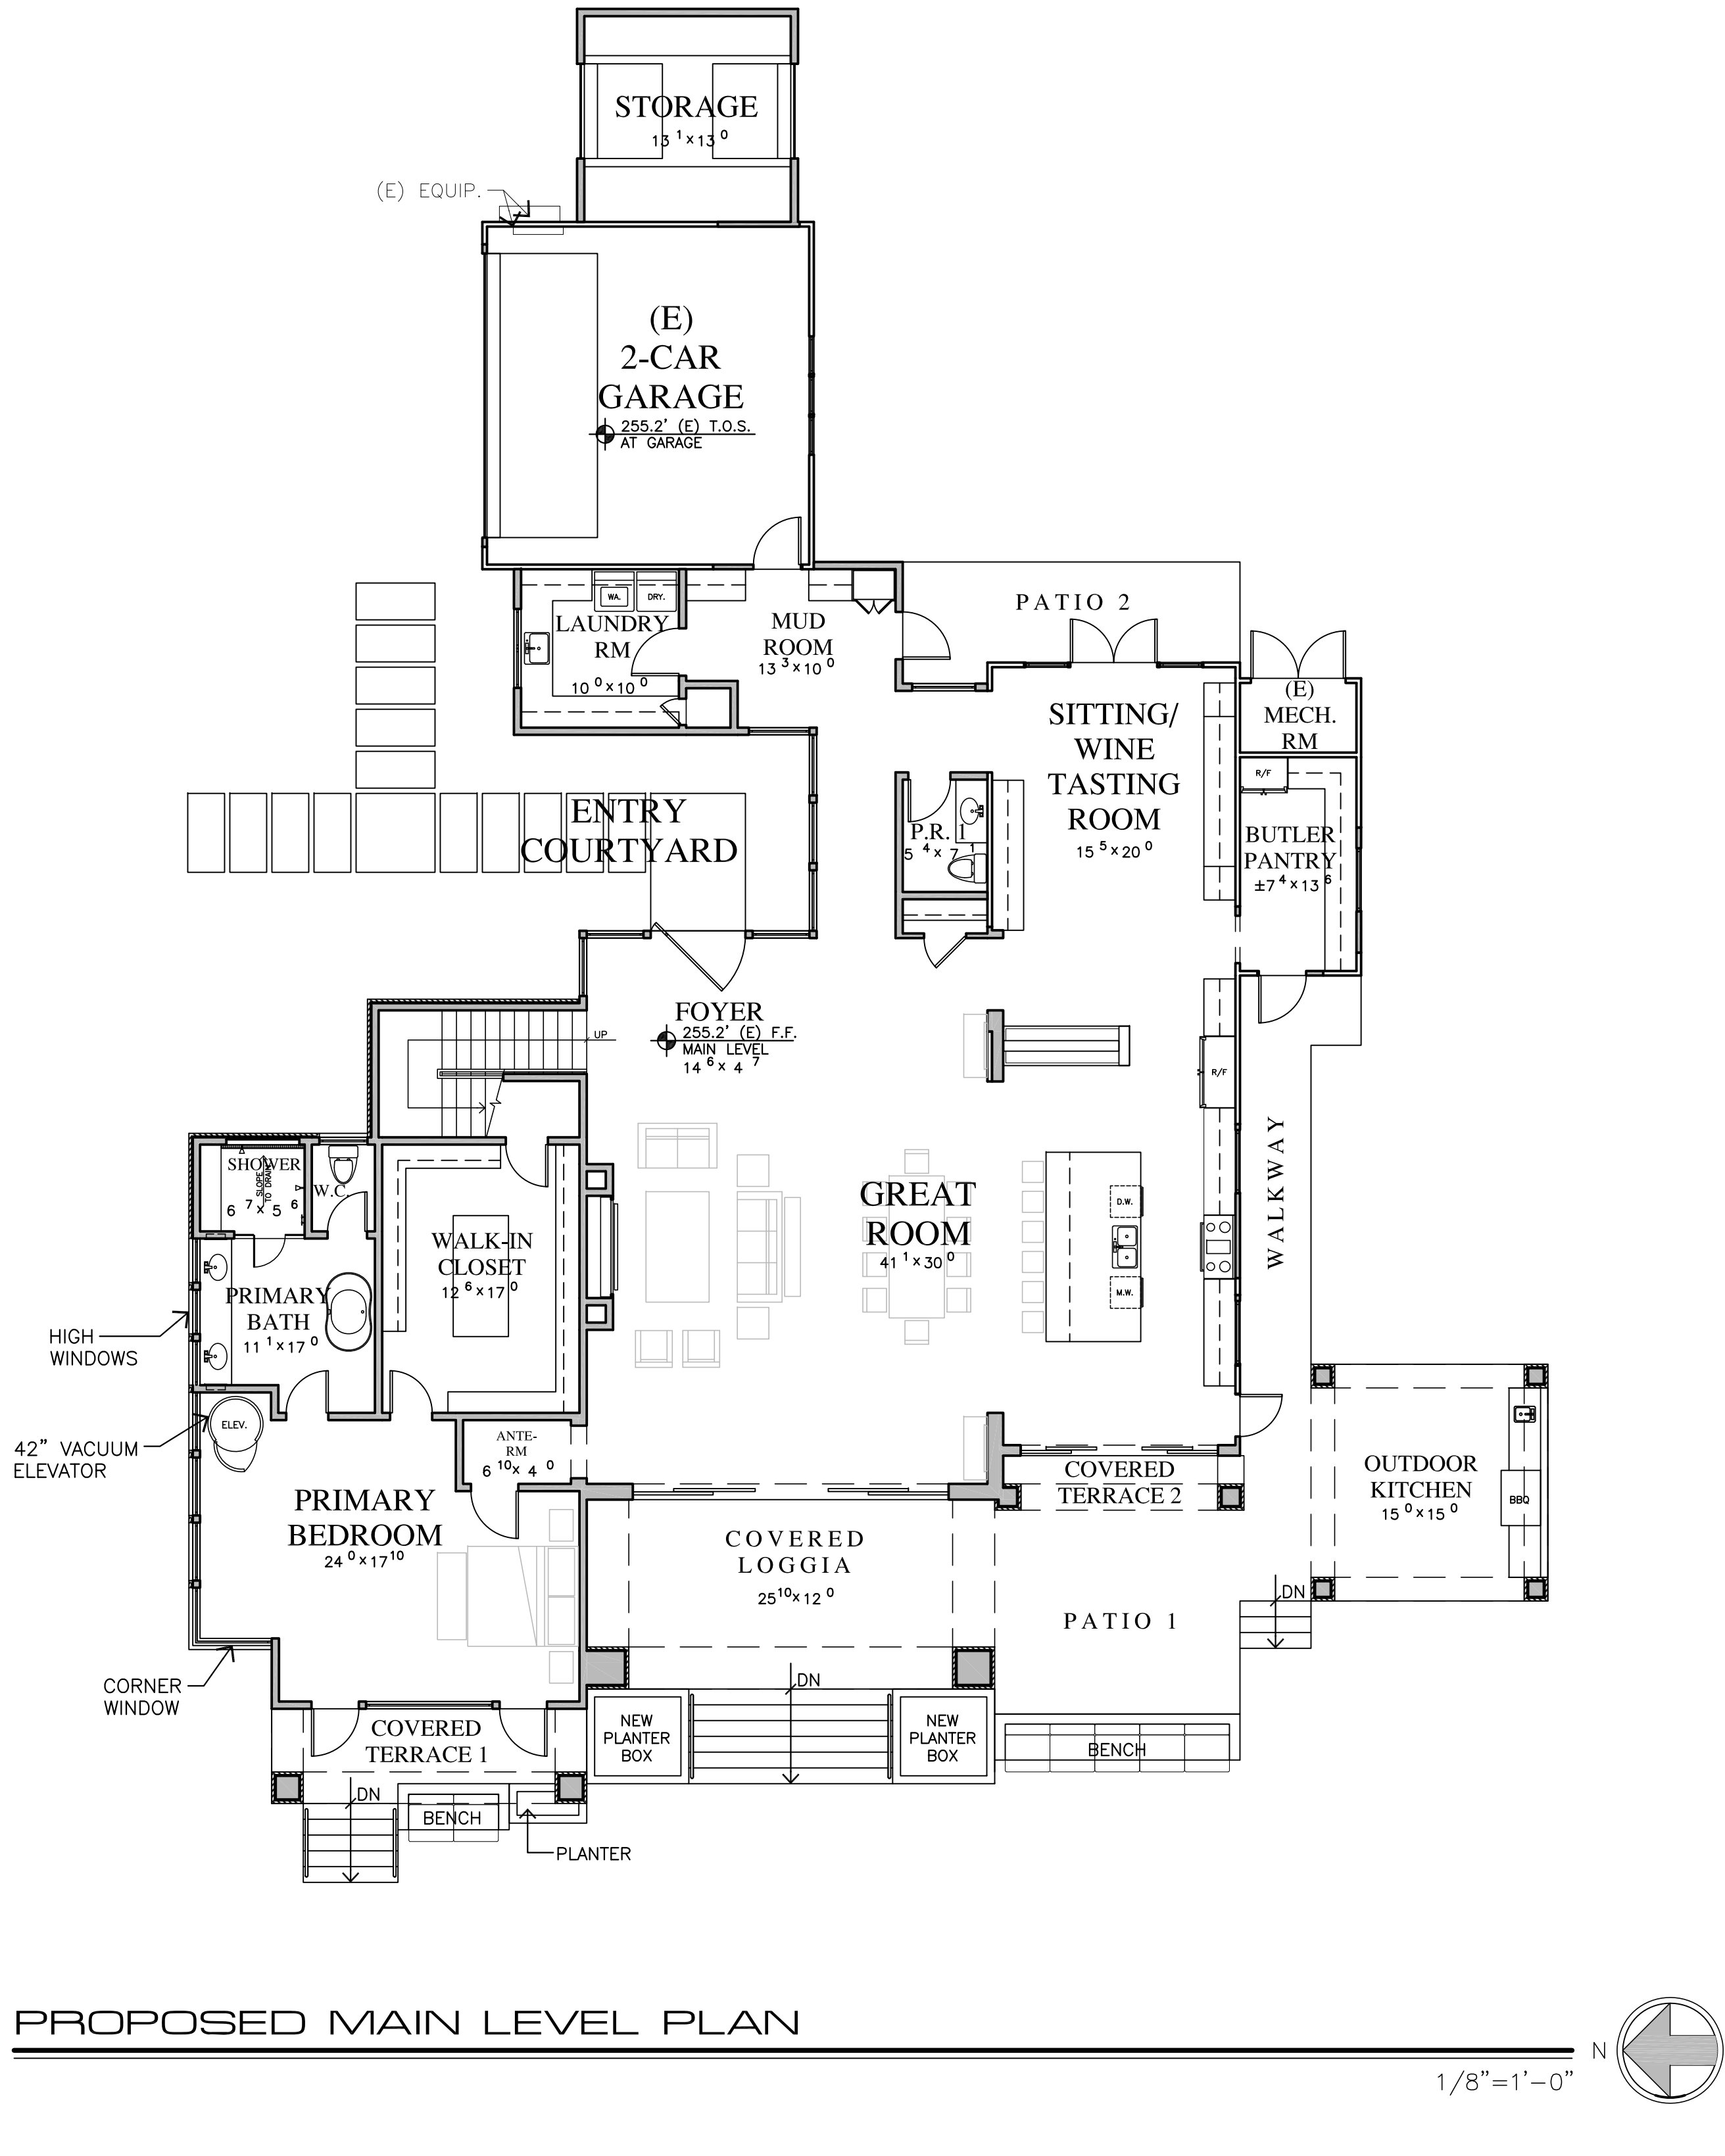 STORAGE
13 1 x 13 0
(E) EQUIP.
(E)
2-CAR
GARAGE
255.2' (E) T.O.S.
AT GARAGE
WA.
DRY.
LAUNDRY
RM
10 0 x 10 0
MUD
ROOM
13 3 x 10 0
PATIO 2
(E)
MECH.
RM
SITTING/
WINE
TASTING
ROOM
15 5 x 20 0
R/F
BUTLER
PANTRY
±7 4 x 13 6
P.R. 1
5 4 x 7 1
ENTRY
COURTYARD
FOYER
255.2' (E) F.F.
MAIN LEVEL
14 6 x 4 7
UP
R/F
WALKWAY
SHOWER
SLOPE
TO DRAIN
6 7 x 5 6
W.C.
WALK-IN
CLOSET
12 6 x 17 0
GREAT
ROOM
41 1 x 30 0
D.W.
M.W.
PRIMARY
BATH
11 1 x 17 0
HIGH
WINDOWS
ELEV.
42" VACUUM
ELEVATOR
ANTE-
RM
6 10 x 4 0
PRIMARY
BEDROOM
24 0 x 17 10
COVERED
TERRACE 2
OUTDOOR
KITCHEN
15 0 x 15 0
BBQ
COVERED
LOGGIA
25 10 x 12 0
PATIO 1
DN
CORNER
WINDOW
DN
NEW
PLANTER
BOX
NEW
PLANTER
BOX
COVERED
TERRACE 1
BENCH
DN
BENCH
PLANTER
PROPOSED MAIN LEVEL PLAN
N
1/8"=1'-0"